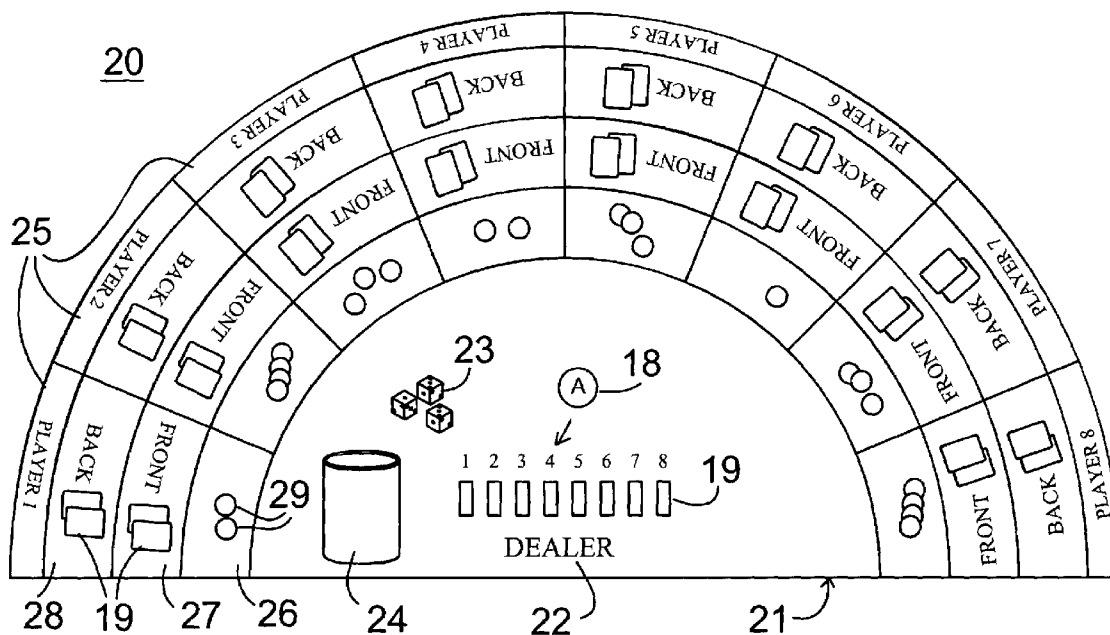 20
PLAYER 1
PLAYER 2
PLAYER 3
PLAYER 4
PLAYER 5
PLAYER 6
PLAYER 7
PLAYER 8
BACK
BACK
BACK
BACK
BACK
BACK
BACK
BACK
FRONT
FRONT
FRONT
FRONT
FRONT
FRONT
FRONT
FRONT
25
23
A
18
1 2 3 4 5 6 7 8
19
29
DEALER
28 19 27 26 24 22 21